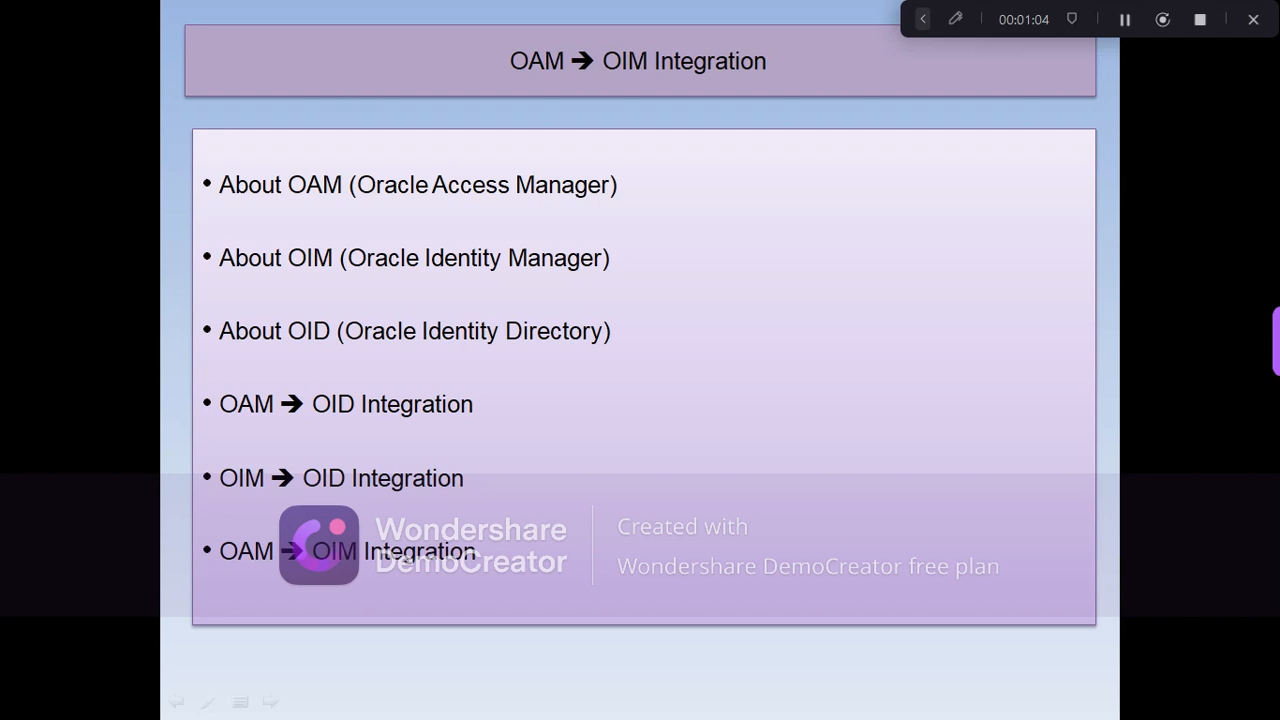 00:01:04
OAM ➔ OIM Integration
• About OAM (Oracle Access Manager)
• About OIM (Oracle Identity Manager)
• About OID (Oracle Identity Directory)
• OAM ➔ OID Integration
• OIM ➔ OID Integration
• OAM ➔ OIM Integration
Wondershare
DemoCreator
Created with
Wondershare DemoCreator free plan